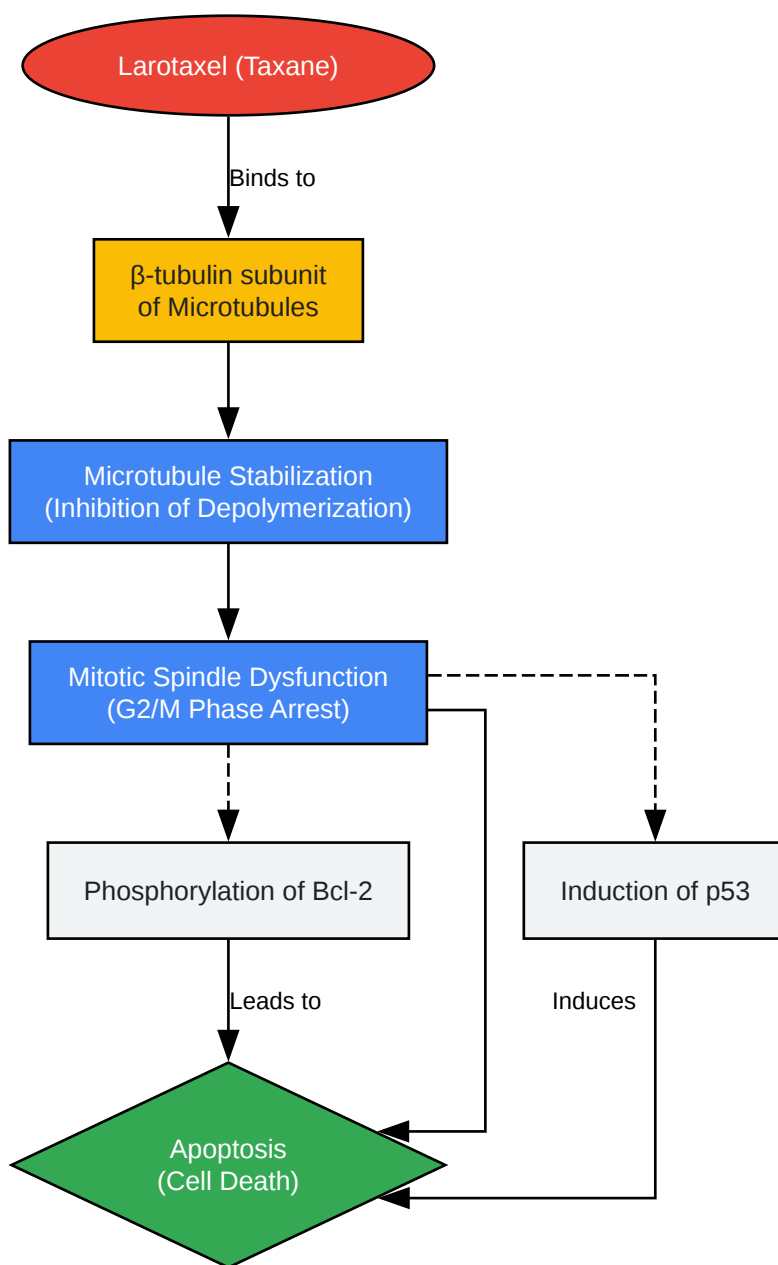 Larotaxel (Taxane)
Binds to
β-tubulin subunit
of Microtubules
Microtubule Stabilization
(Inhibition of Depolymerization)
Mitotic Spindle Dysfunction
(G2/M Phase Arrest)
Phosphorylation of Bcl-2
Induction of p53
Leads to
Induces
Apoptosis
(Cell Death)